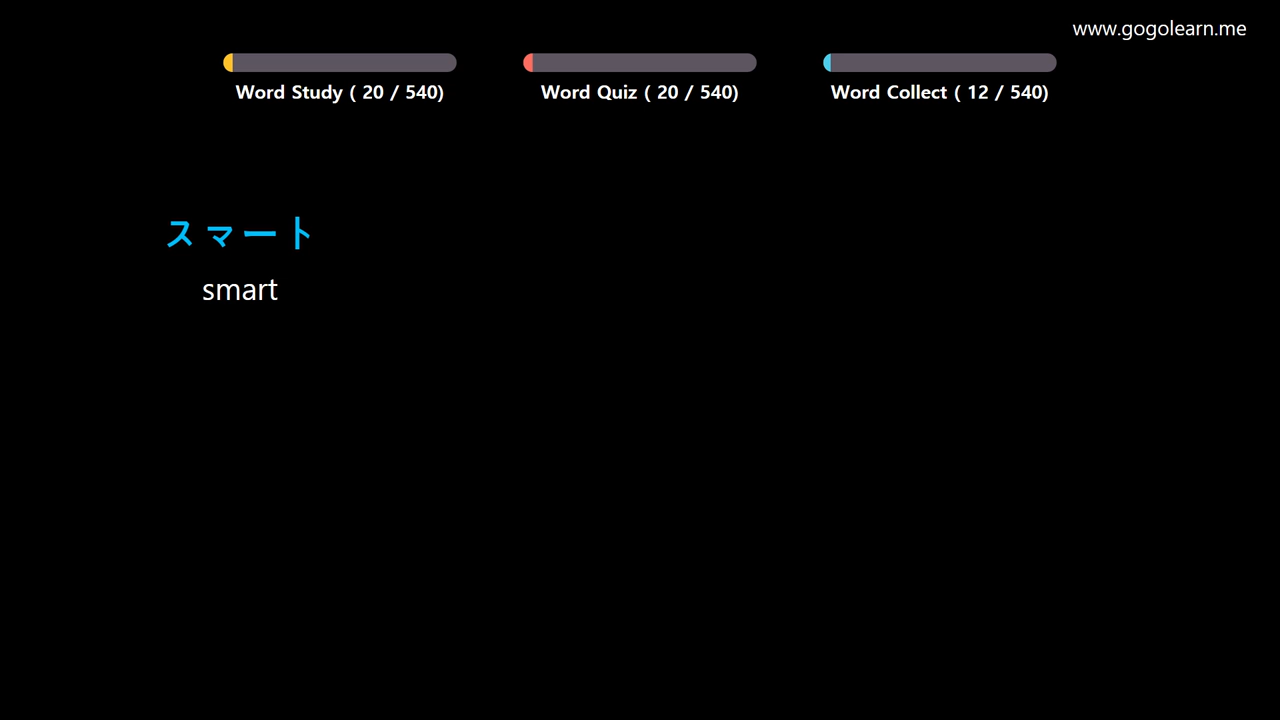 www.gogolearn.me
Word Study ( 20 / 540)
Word Quiz ( 20 / 540)
Word Collect ( 12 / 540)
スマート
smart